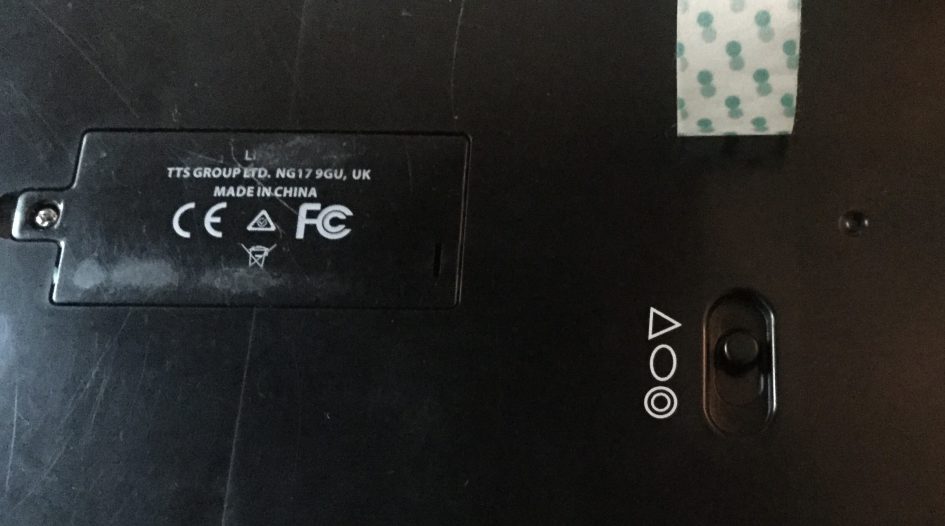 TTS GROUP LTD. NG17 9GU, UK
MADE IN CHINA
CE FC